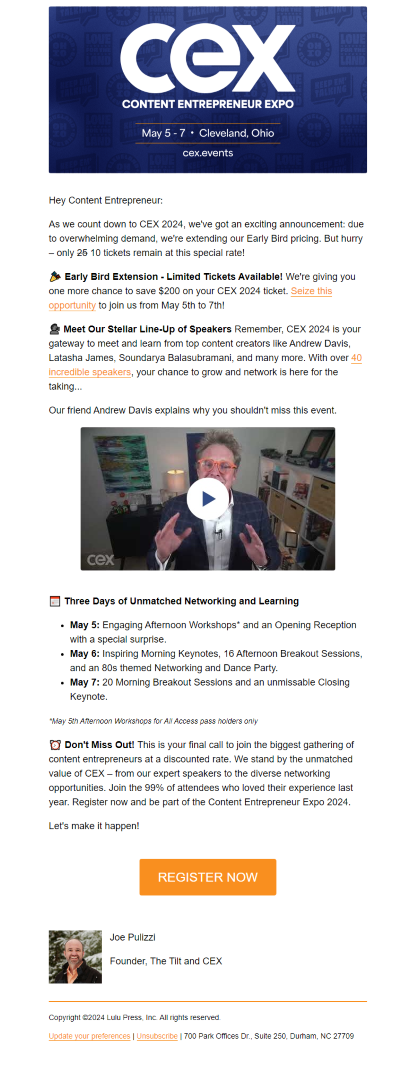 cex
CONTENT ENTREPRENEUR EXPO
May 5 - 7 • Cleveland, Ohio
cex.events
Hey Content Entrepreneur:
As we count down to CEX 2024, we've got an exciting announcement: due
to overwhelming demand, we're extending our Early Bird pricing. But hurry
– only 25 10 tickets remain at this special rate!
🎉 Early Bird Extension - Limited Tickets Available! We're giving you
one more chance to save $200 on your CEX 2024 ticket. Seize this
opportunity to join us from May 5th to 7th!
Meet Our Stellar Line-Up of Speakers Remember, CEX 2024 is your
gateway to meet and learn from top content creators like Andrew Davis,
Latasha James, Soundarya Balasubramani, and many more. With over 40
incredible speakers, your chance to grow and network is here for the
taking...
Our friend Andrew Davis explains why you shouldn't miss this event.
cex
📅 Three Days of Unmatched Networking and Learning
• May 5: Engaging Afternoon Workshops* and an Opening Reception
with a special surprise.
• May 6: Inspiring Morning Keynotes, 16 Afternoon Breakout Sessions,
and an 80s themed Networking and Dance Party.
• May 7: 20 Morning Breakout Sessions and an unmissable Closing
Keynote.
*May 5th Afternoon Workshops for All Access pass holders only
⏰ Don't Miss Out! This is your final call to join the biggest gathering of
content entrepreneurs at a discounted rate. We stand by the unmatched
value of CEX – from our expert speakers to the diverse networking
opportunities. Join the 99% of attendees who loved their experience last
year. Register now and be part of the Content Entrepreneur Expo 2024.
Let's make it happen!
REGISTER NOW
Joe Pulizzi
Founder, The Tilt and CEX
Copyright ©2024 Lulu Press, Inc. All rights reserved.
Update your preferences | Unsubscribe | 700 Park Offices Dr., Suite 250, Durham, NC 27709